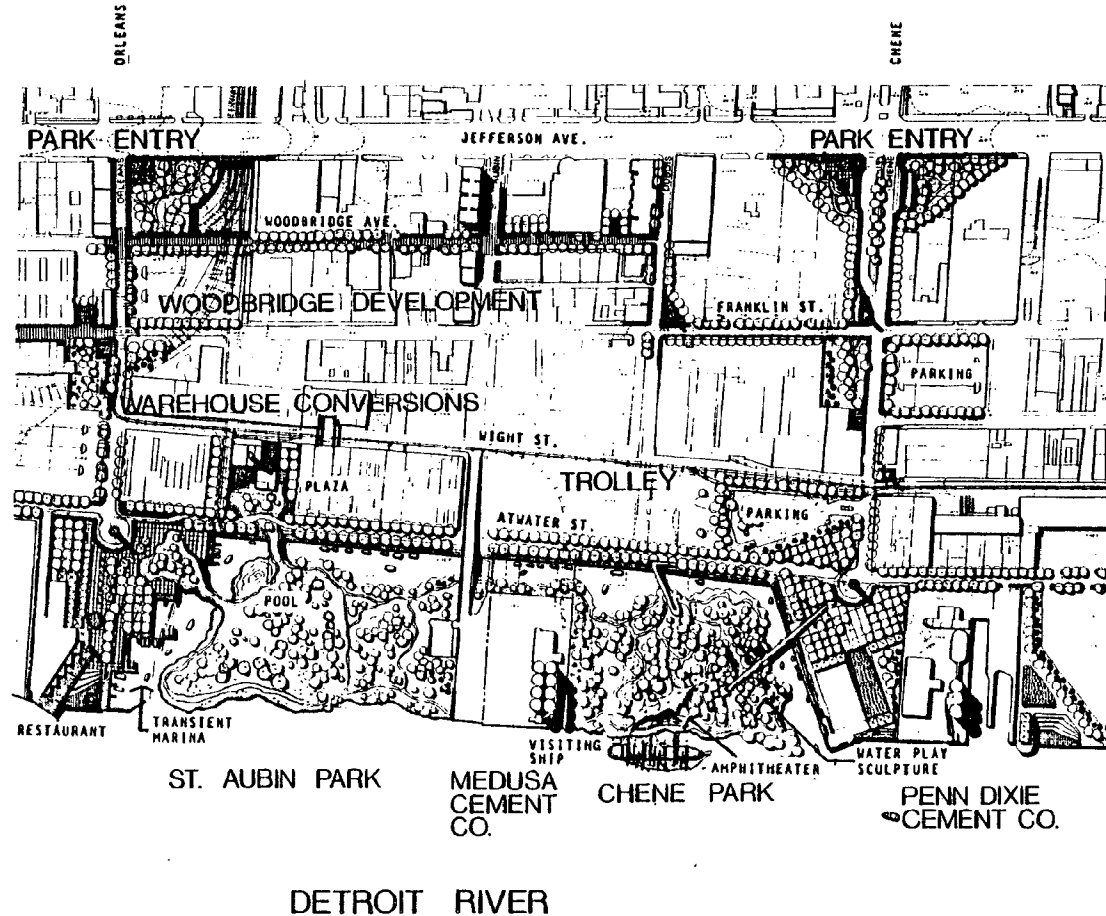 ORLEANS
CHENE
PARK ENTRY
JEFFERSON AVE.
PARK ENTRY
ORLEANS
WOODBRIDGE AVE.
WOODBRIDGE DEVELOPMENT
FRANKLIN ST.
PARKING
WAREHOUSE CONVERSIONS
WIGHT ST.
PLAZA
TROLLEY
ATWATER ST.
PARKING
POOL
RESTAURANT
TRANSIENT
MARINA
VISITING
SHIP
AMPHITHEATER
WATER PLAY
SCULPTURE
ST. AUBIN PARK
MEDUSA
CEMENT
CO.
CHENE PARK
PENN DIXIE
CEMENT CO.
DETROIT RIVER